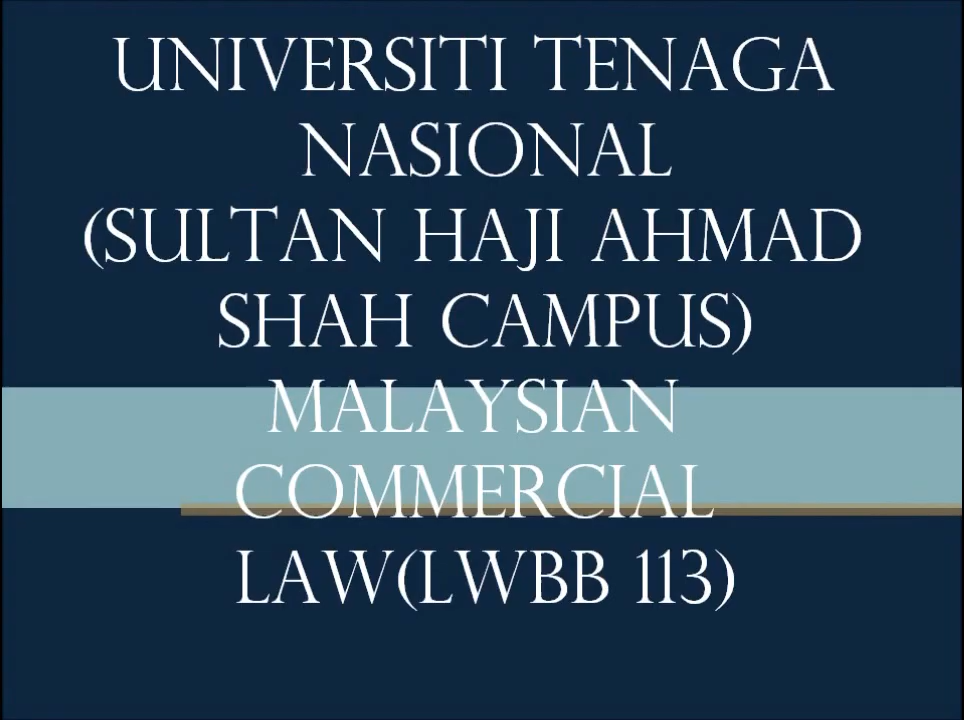 UNIVERSITI TENAGA
NASIONAL
(SULTAN HAJI AHMAD
SHAH CAMPUS)
MALAYSIAN
COMMERCIAL
LAW(LWBB 113)